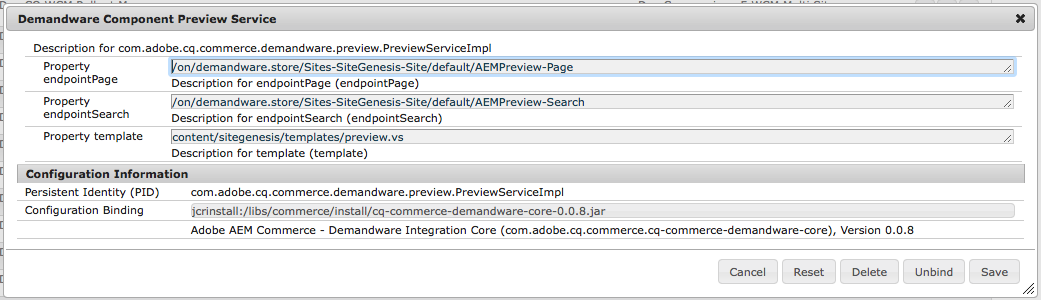 Demandware Component Preview Service
Description for com.adobe.cq.commerce.demandware.preview.PreviewServiceImpl
Property endpointPage
/on/demandware.store/Sites-SiteGenesis-Site/default/AEMPreview-Page
Description for endpointPage (endpointPage)
Property endpointSearch
/on/demandware.store/Sites-SiteGenesis-Site/default/AEMPreview-Search
Description for endpointSearch (endpointSearch)
Property template
content/sitegenesis/templates/preview.vs
Description for template (template)
Configuration Information
Persistent Identity (PID)
com.adobe.cq.commerce.demandware.preview.PreviewServiceImpl
Configuration Binding
jcrinstall:/libs/commerce/install/cq-commerce-demandware-core-0.0.8.jar
Adobe AEM Commerce - Demandware Integration Core (com.adobe.cq.commerce.cq-commerce-demandware-core), Version 0.0.8
Cancel
Reset
Delete
Unbind
Save